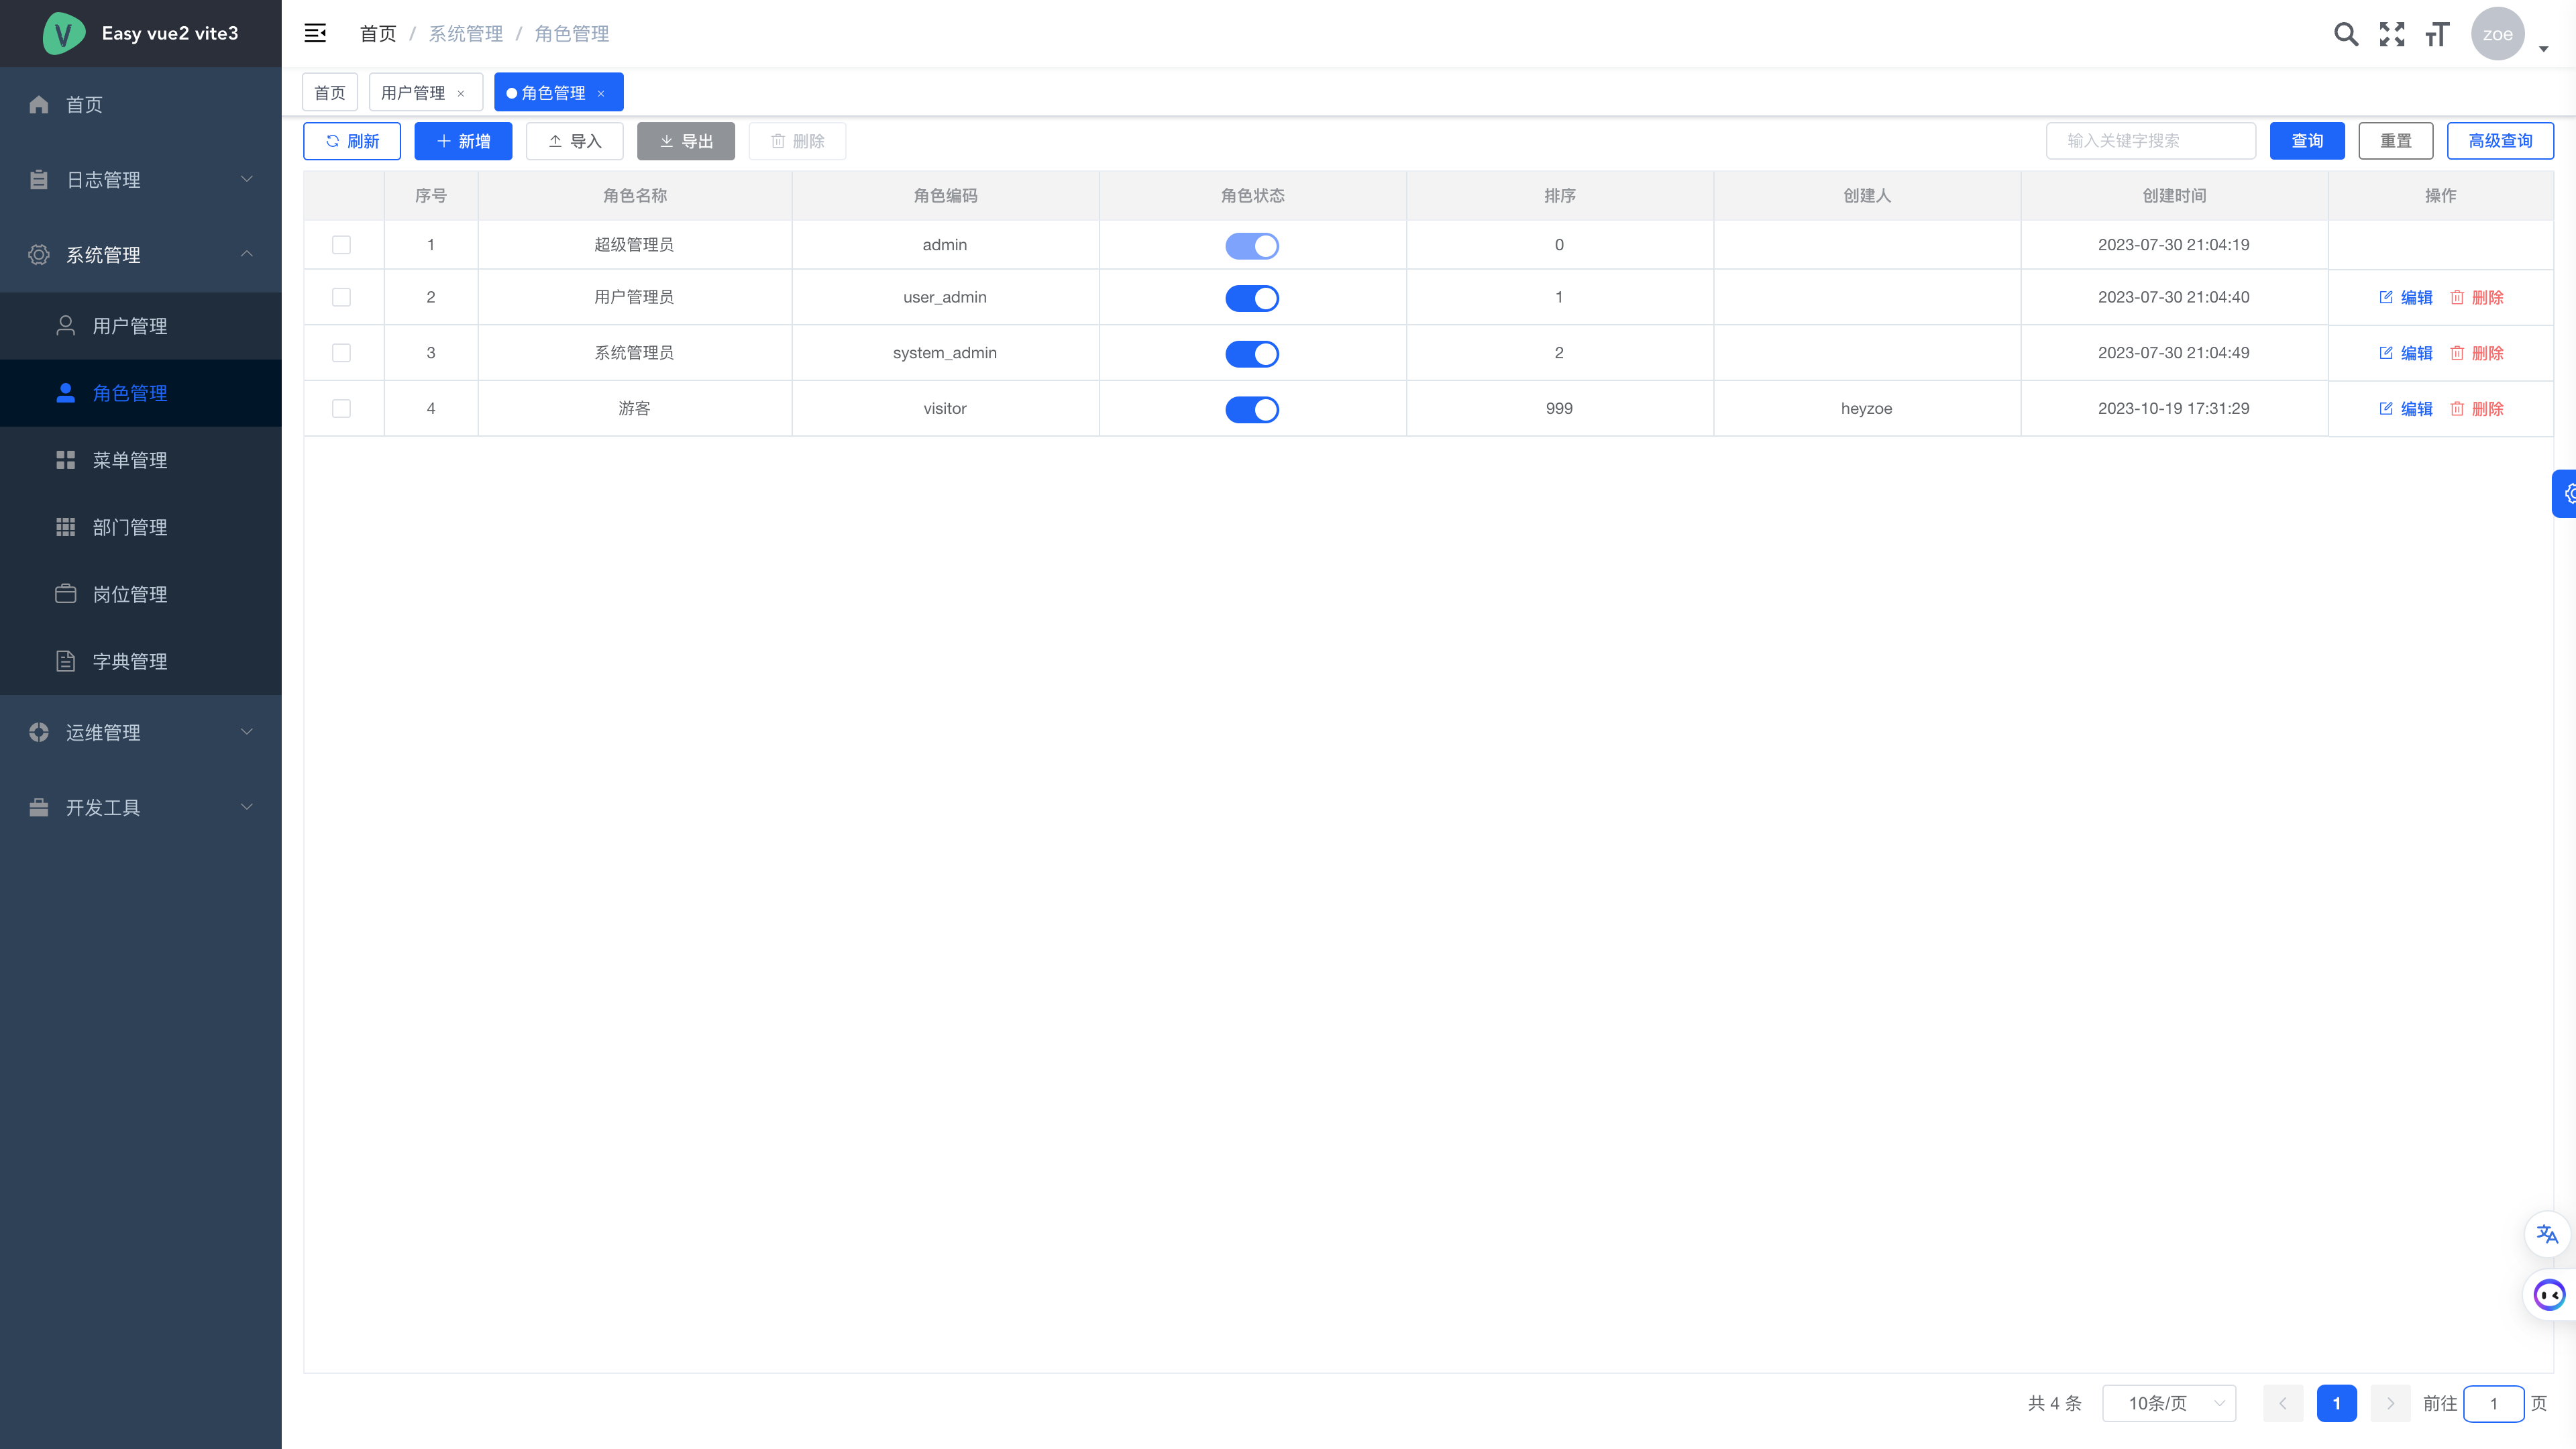 Easy vue2 vite3
首页 / 系统管理 / 角色管理
zoe
首页
日志管理
系统管理
用户管理
角色管理
菜单管理
部门管理
岗位管理
字典管理
运维管理
开发工具
首页 用户管理 × 角色管理 ×
刷新 新增 导入 导出 删除 输入关键字搜索 查询 重置 高级查询
序号 角色名称 角色编码 角色状态 排序 创建人 创建时间 操作
1 超级管理员 admin 0 2023-07-30 21:04:19
2 用户管理员 user_admin 1 2023-07-30 21:04:40 编辑 删除
3 系统管理员 system_admin 2 2023-07-30 21:04:49 编辑 删除
4 游客 visitor 999 heyzoe 2023-10-19 17:31:29 编辑 删除
共 4 条 10条/页 1 前往 1 页